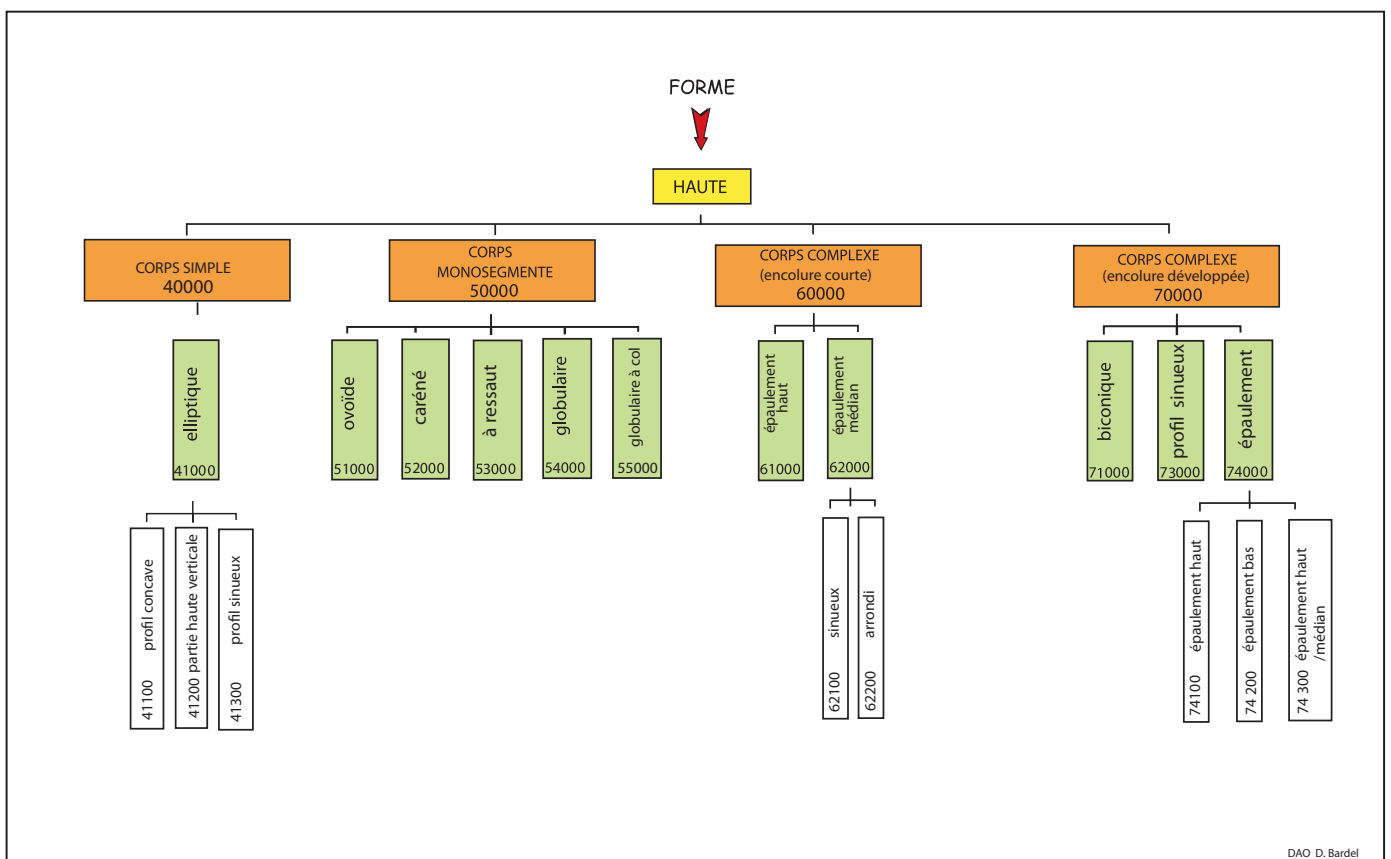 FORME
HAUTE
CORPS SIMPLE
40000
CORPS
MONOSEGMENTE
50000
CORPS COMPLEXE
(encolure courte)
60000
CORPS COMPLEXE
(encolure développée)
70000
elliptique
41000
ovoïde
51000
caréné
52000
à ressaut
53000
globulaire
54000
globulaire à col
55000
épaulement
haut
61000
épaulement
médian
62000
biconique
71000
profil sinueux
73000
épaulement
74000
41100 profil concave
41200 partie haute verticale
41300 profil sinueux
62100 sinueux
62200 arrondi
74100 épaulement haut
74 200 épaulement bas
74 300 épaulement haut
/médian
DAO D. Bardel